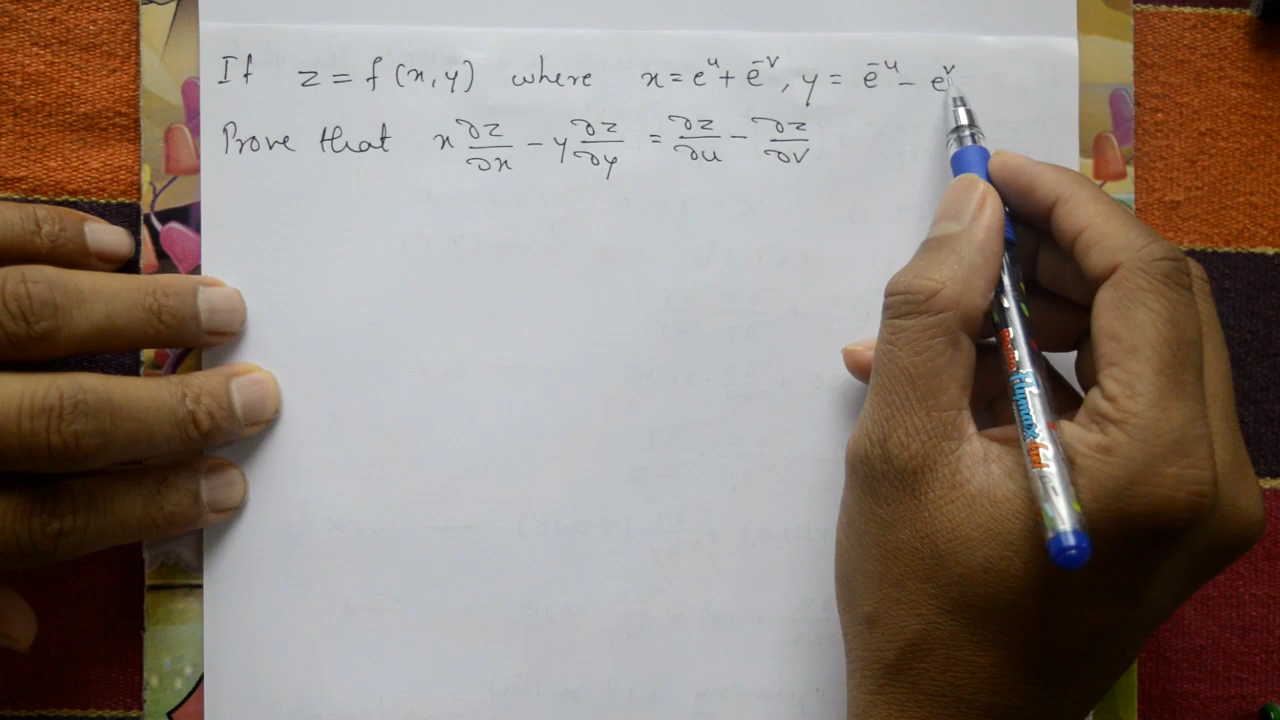 If z = f(x,y) where x = e^u + e^-v, y = e^-u - e^v
Prove that x ∂z/∂x - y ∂z/∂y = ∂z/∂u - ∂z/∂v